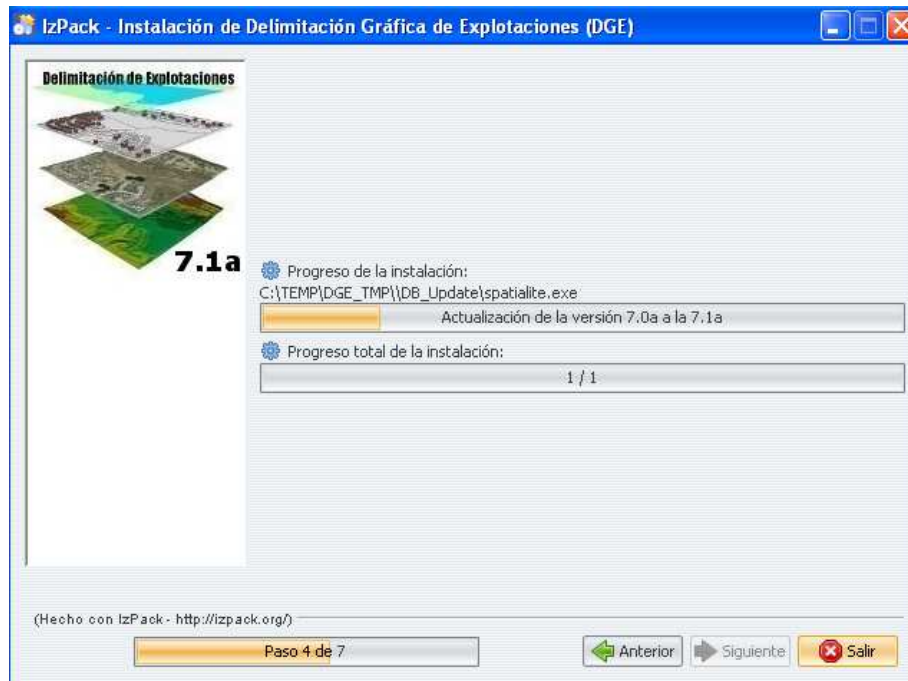 IzPack - Instalación de Delimitación Gráfica de Explotaciones (DGE)
Delimitación de Explotaciones
7.1a
Progreso de la instalación:
C:\TEMP\DGE_TMP\\DB_Update\spatialite.exe
Actualización de la versión 7.0a a la 7.1a
Progreso total de la instalación:
1 / 1
(Hecho con IzPack - http://izpack.org/)
Paso 4 de 7
Anterior
Siguiente
Salir